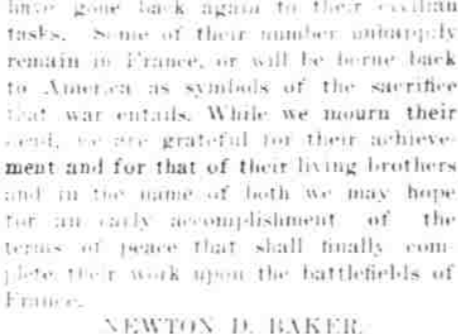 have gone back again to their civilian
tasks. Some of their number unhappily
remain in France, or will be borne back
to America as symbols of the sacrifice
that war entails. While we mourn their
we are grateful for their achieve-
ment and for that of their living brothers
and in the name of both we may hope
for an early accomplishment of the
terms of peace that shall finally com-
plete their work upon the battlefields of
France.
NEWTON D. BAKER.